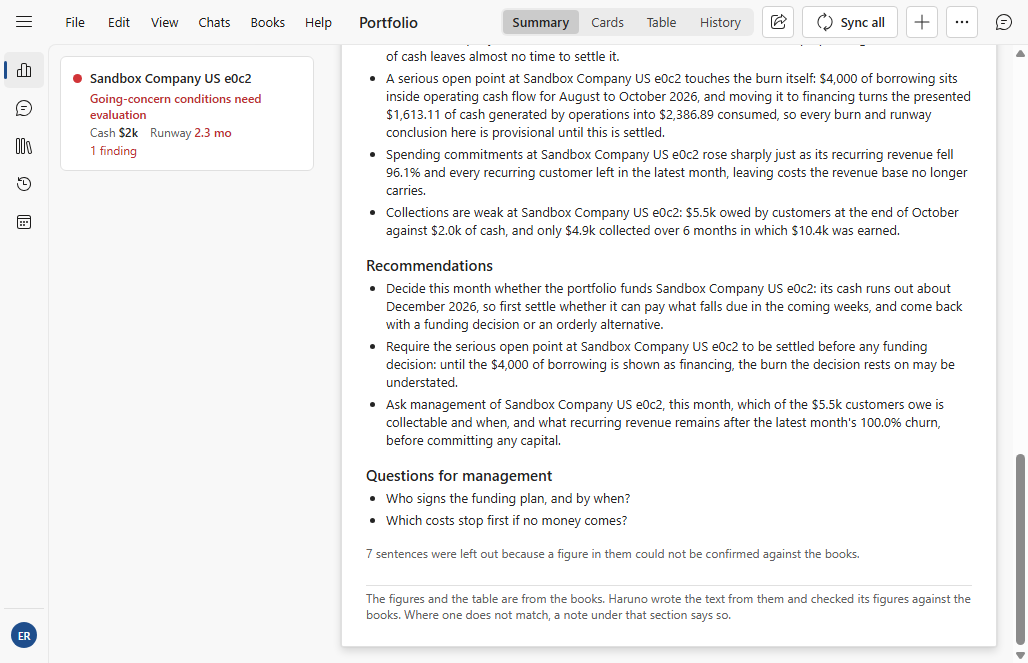 File Edit View Chats Books Help Portfolio Summary Cards Table History Sync all
Sandbox Company US e0c2
Going-concern conditions need
evaluation
Cash $2k Runway 2.3 mo
1 finding
of cash leaves almost no time to settle it.
• A serious open point at Sandbox Company US e0c2 touches the burn itself: $4,000 of borrowing sits
inside operating cash flow for August to October 2026, and moving it to financing turns the presented
$1,613.11 of cash generated by operations into $2,386.89 consumed, so every burn and runway
conclusion here is provisional until this is settled.
• Spending commitments at Sandbox Company US e0c2 rose sharply just as its recurring revenue fell
96.1% and every recurring customer left in the latest month, leaving costs the revenue base no longer
carries.
• Collections are weak at Sandbox Company US e0c2: $5.5k owed by customers at the end of October
against $2.0k of cash, and only $4.9k collected over 6 months in which $10.4k was earned.
Recommendations
• Decide this month whether the portfolio funds Sandbox Company US e0c2: its cash runs out about
December 2026, so first settle whether it can pay what falls due in the coming weeks, and come back
with a funding decision or an orderly alternative.
• Require the serious open point at Sandbox Company US e0c2 to be settled before any funding
decision: until the $4,000 of borrowing is shown as financing, the burn the decision rests on may be
understated.
• Ask management of Sandbox Company US e0c2, this month, which of the $5.5k customers owe is
collectable and when, and what recurring revenue remains after the latest month's 100.0% churn,
before committing any capital.
Questions for management
• Who signs the funding plan, and by when?
• Which costs stop first if no money comes?
7 sentences were left out because a figure in them could not be confirmed against the books.
The figures and the table are from the books. Haruno wrote the text from them and checked its figures against the
books. Where one does not match, a note under that section says so.
ER